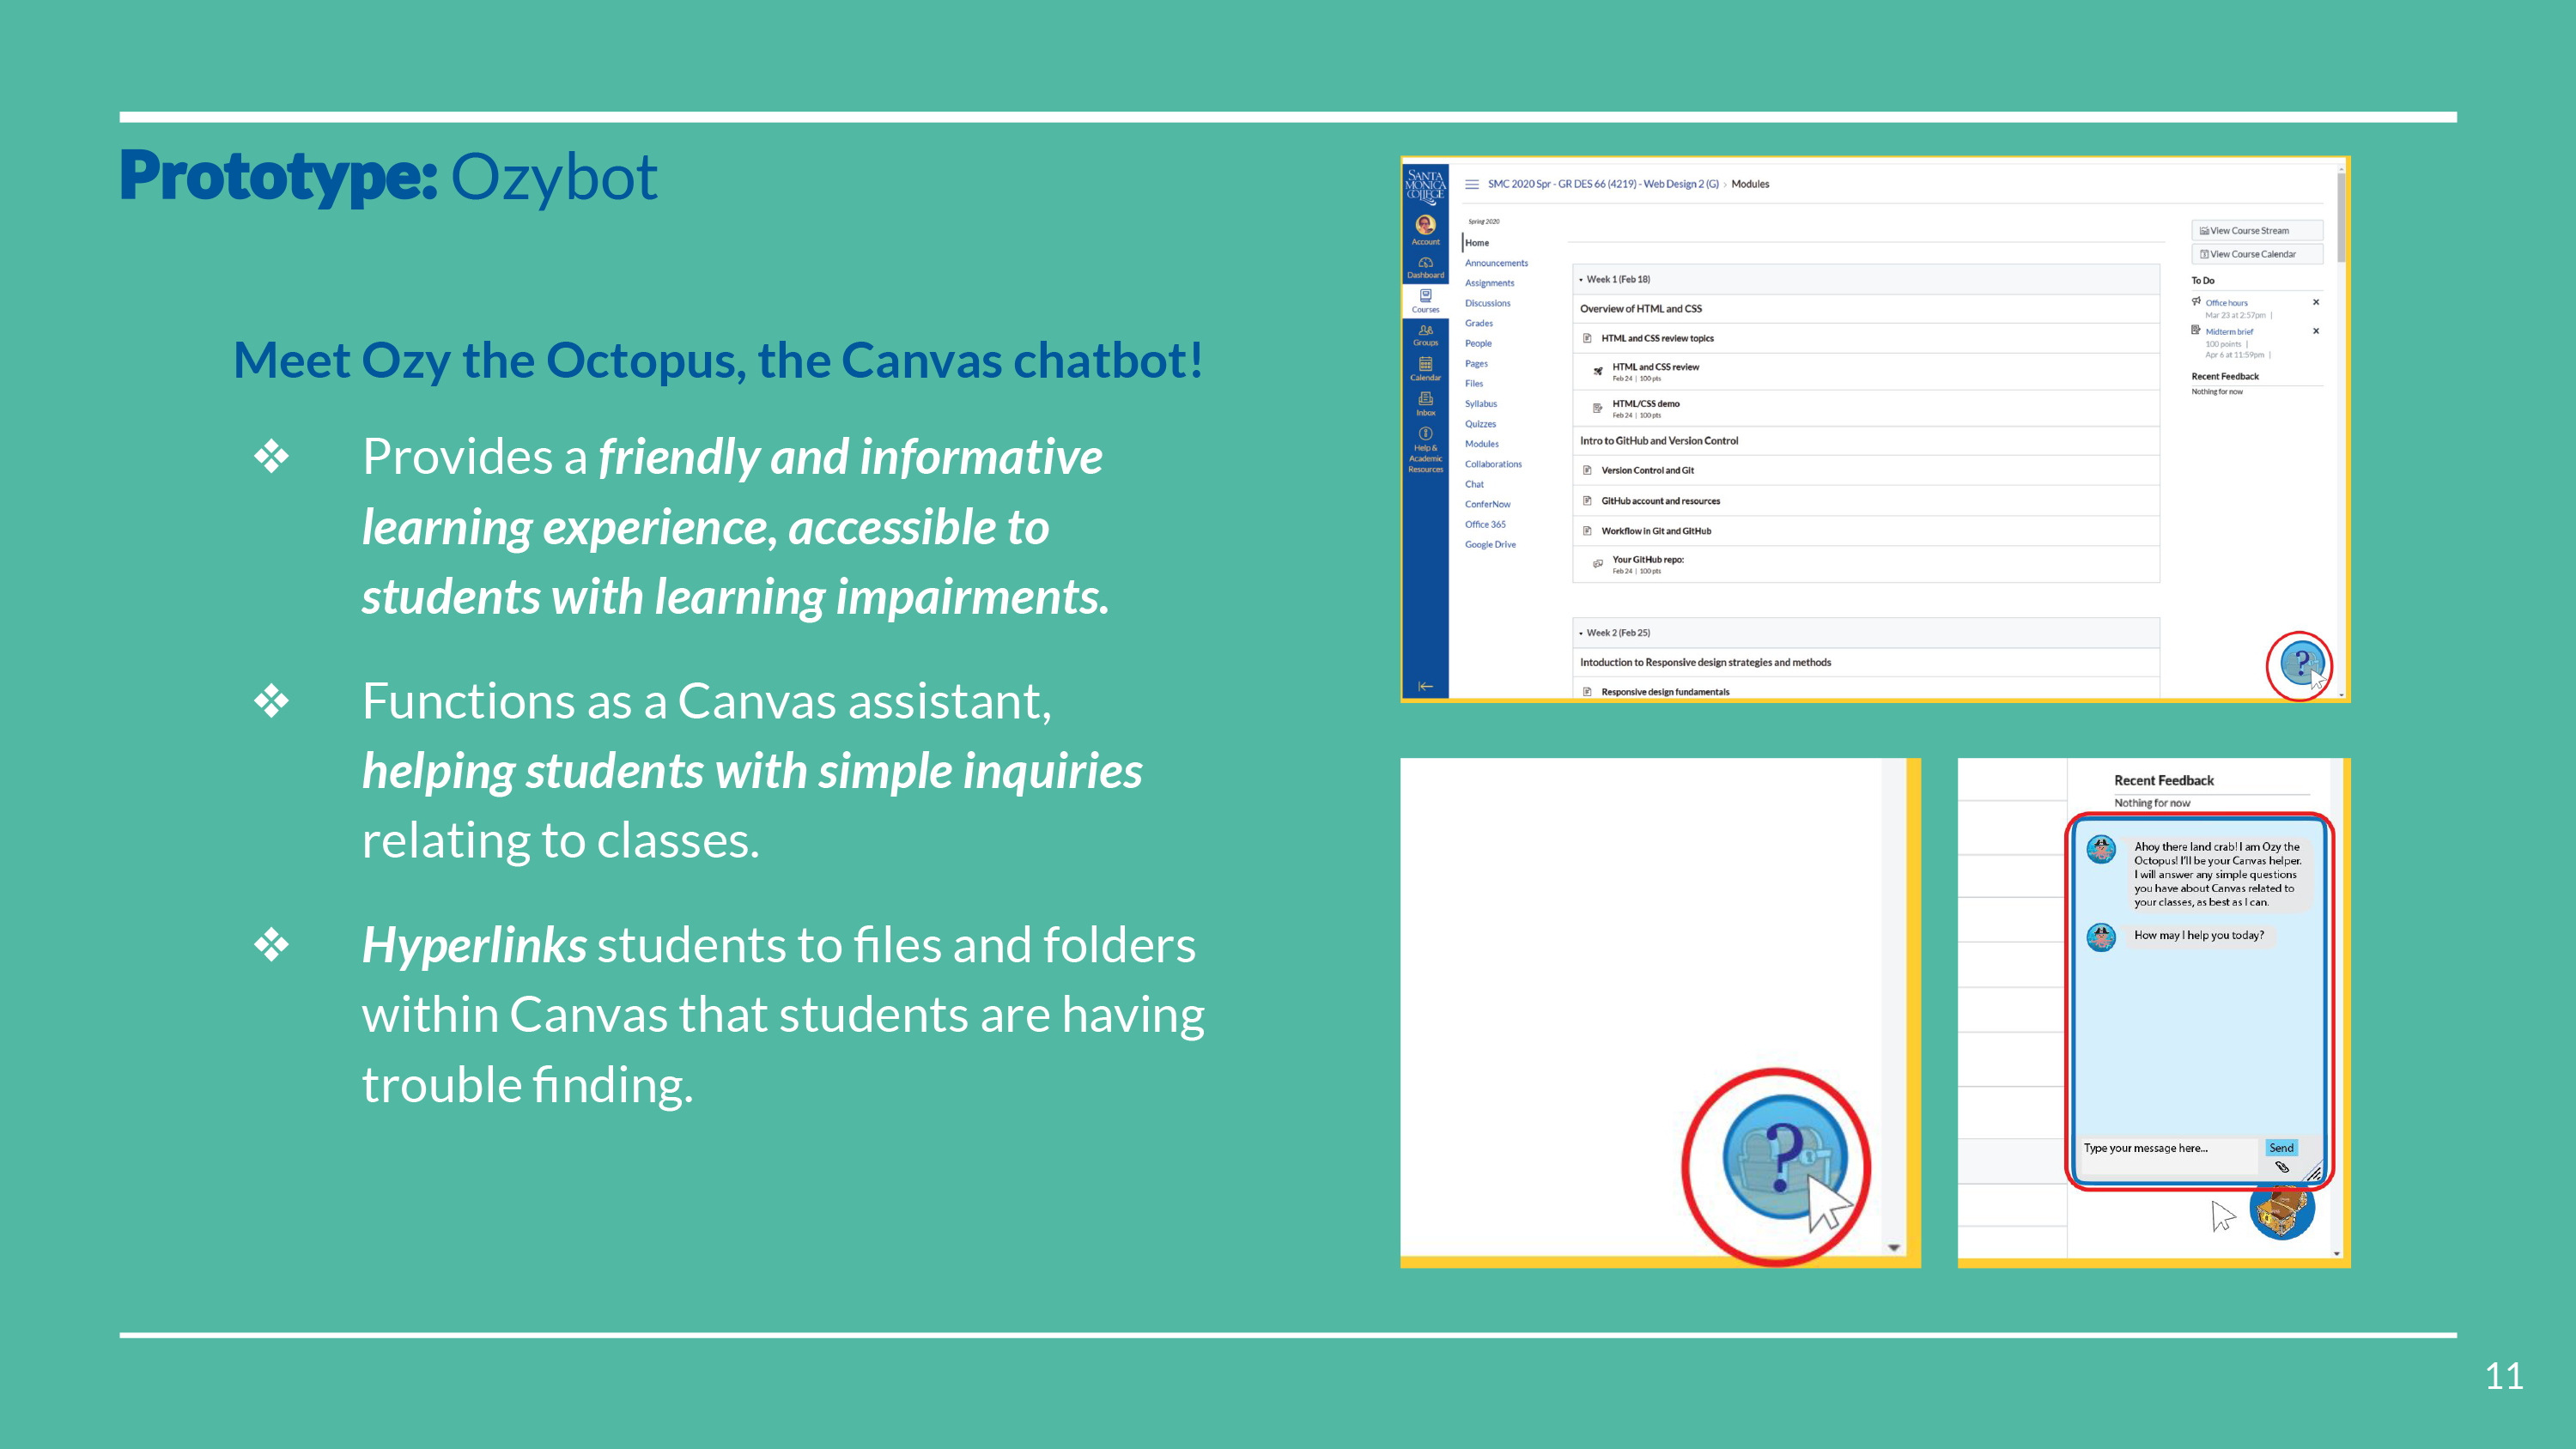 Prototype: Ozybot
Meet Ozy the Octopus, the Canvas chatbot!
❖ Provides a friendly and informative
learning experience, accessible to
students with learning impairments.
❖ Functions as a Canvas assistant,
helping students with simple inquiries
relating to classes.
❖ Hyperlinks students to files and folders
within Canvas that students are having
trouble finding.
SANTA
MONICA
COLLEGE
Account
Dashboard
Courses
Groups
Calendar
Inbox
Help &
Academic
Resources
SMC 2020 Spr - GR DES 66 (4219) - Web Design 2 (G) › Modules
Spring 2020
Home
Announcements
Assignments
Discussions
Grades
People
Pages
Files
Syllabus
Quizzes
Modules
Collaborations
Chat
ConferNow
Office 365
Google Drive
Week 1 (Feb 18)
Overview of HTML and CSS
HTML and CSS review topics
HTML and CSS review
Feb 24 | 100 pts
HTML/CSS demo
Feb 24 | 100 pts
Intro to GitHub and Version Control
Version Control and Git
GitHub account and resources
Workflow in Git and GitHub
Your GitHub repo:
Feb 24 | 100 pts
Week 2 (Feb 25)
Intoduction to Responsive design strategies and methods
Responsive design fundamentals
View Course Stream
View Course Calendar
To Do
Office hours
Mar 23 at 2:57pm |
Midterm brief
100 points |
Apr 6 at 11:59pm |
Recent Feedback
Nothing for now
?
?
Recent Feedback
Nothing for now
Ahoy there land crab! I am Ozy the
Octopus! I'll be your Canvas helper.
I will answer any simple questions
you have about Canvas related to
your classes, as best as I can.
How may I help you today?
Type your message here...
Send
11